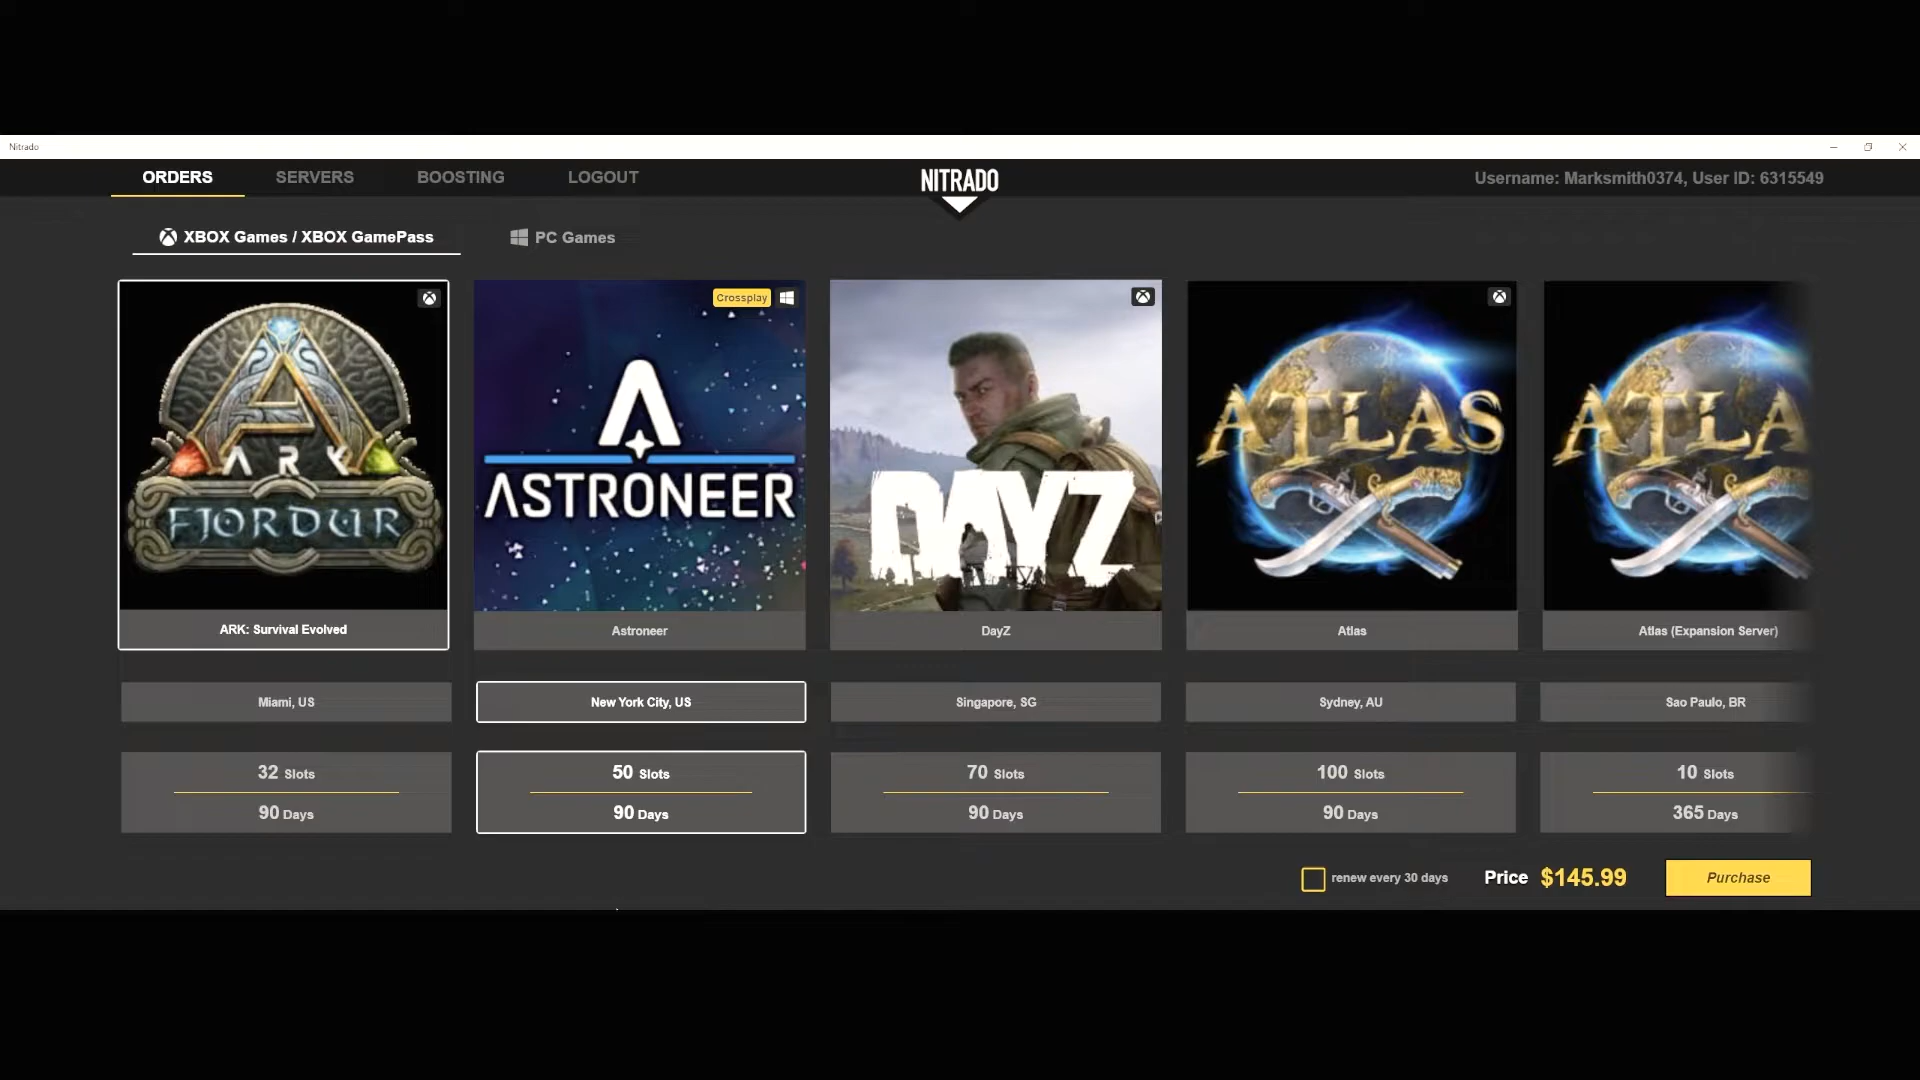 Nitrado
ORDERS SERVERS BOOSTING LOGOUT NITRADO Username: Marksmith0374, User ID: 6315549
XBOX Games / XBOX GamePass PC Games
Crossplay
ARK
FJORDUR
ASTRONEER
DAYZ
ATLAS
ATLA
ARK: Survival Evolved Astroneer DayZ Atlas Atlas (Expansion Server)
Miami, US New York City, US Singapore, SG Sydney, AU Sao Paulo, BR
32 Slots 50 Slots 70 Slots 100 Slots 10 Slots
90 Days 90 Days 90 Days 90 Days 365 Days
renew every 30 days Price $145.99 Purchase